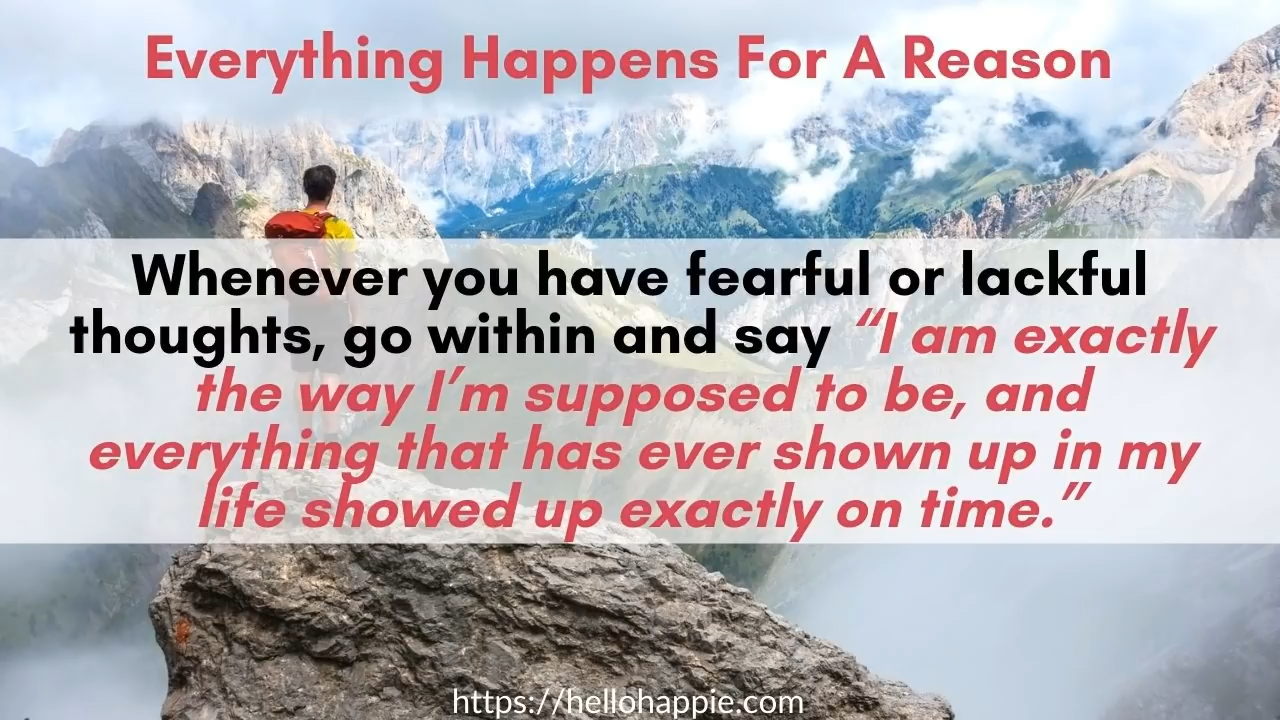 Everything Happens For A Reason
Whenever you have fearful or lackful
thoughts, go within and say “I am exactly
the way I’m supposed to be, and
everything that has ever shown up in my
life showed up exactly on time.”
https://hellohappie.com